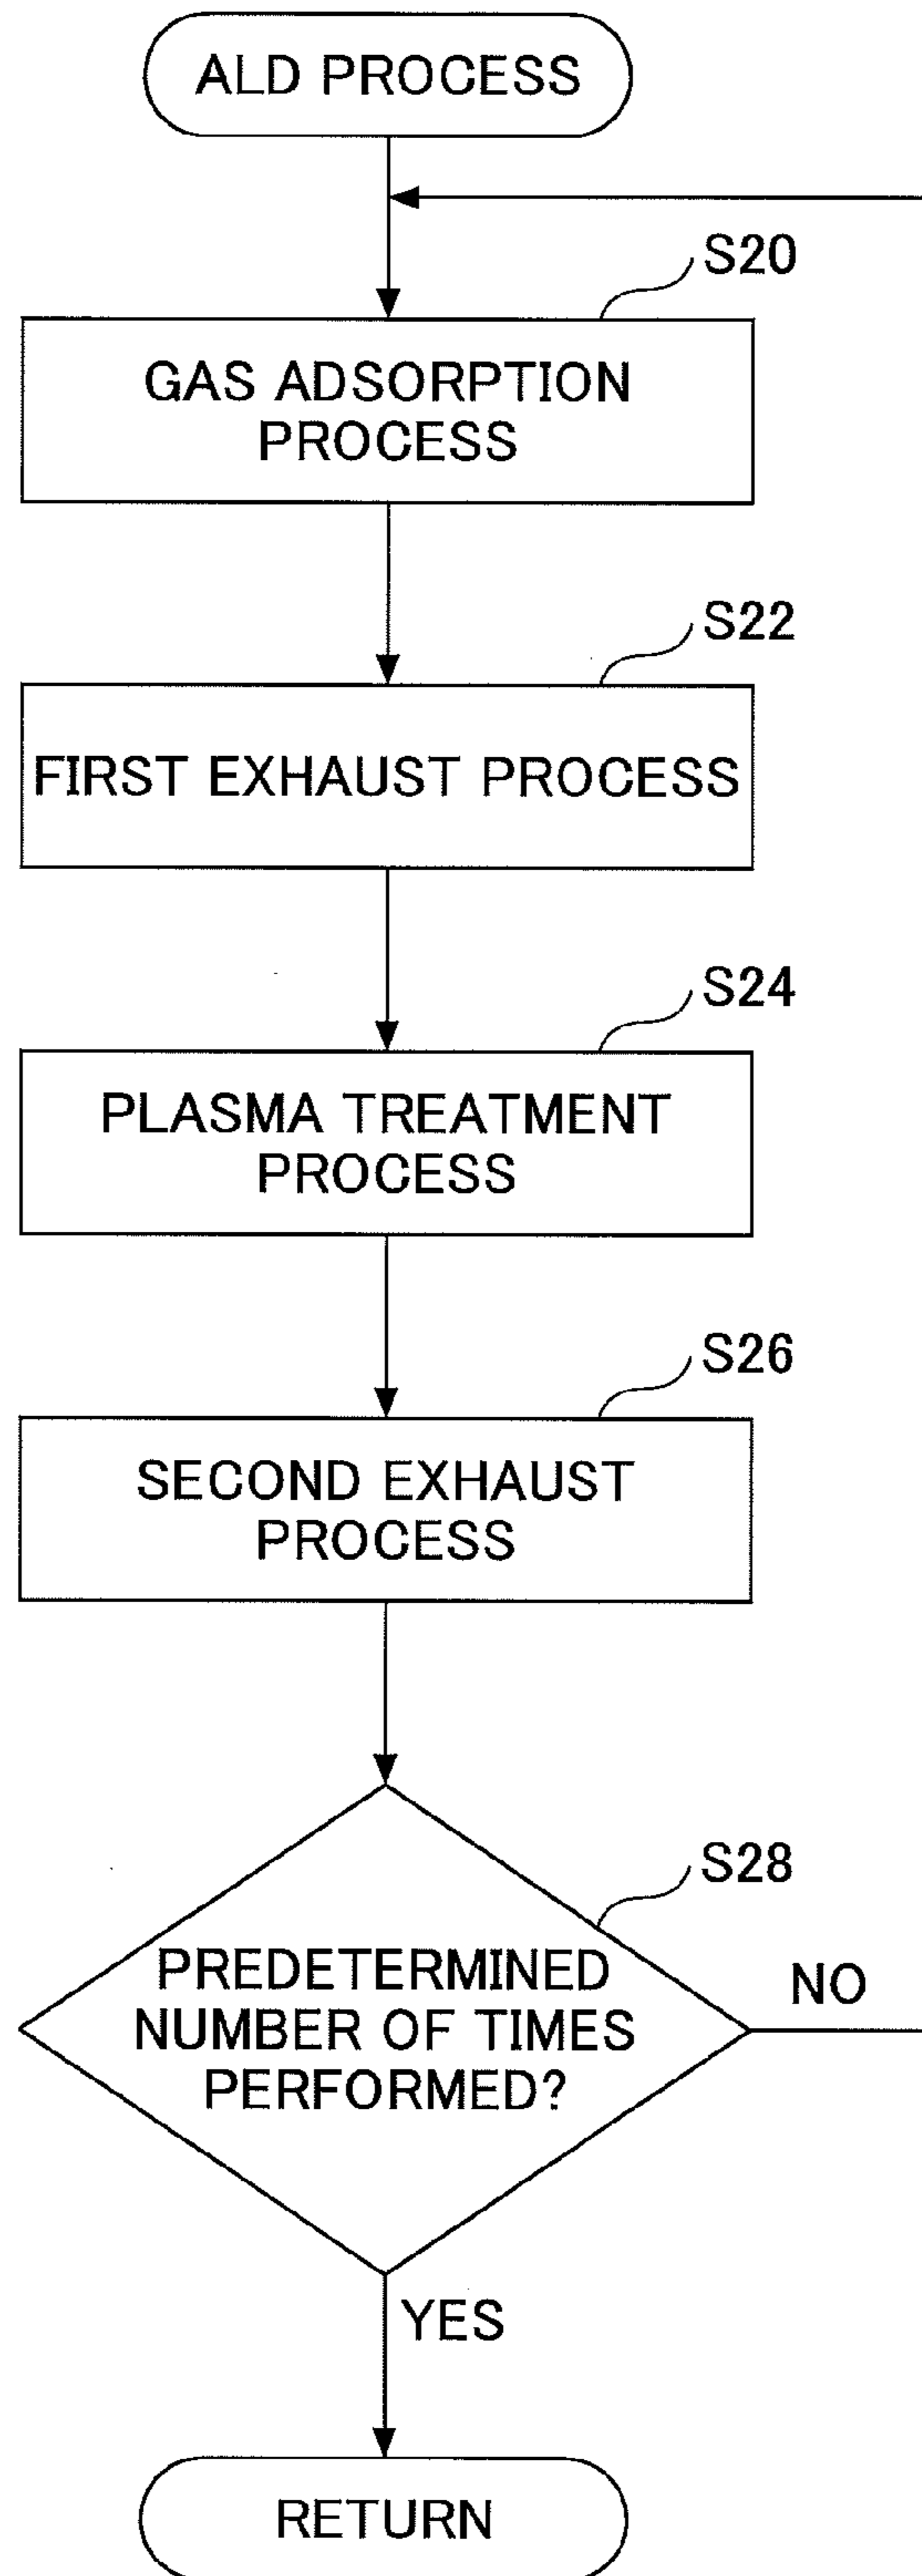 ALD PROCESS
S20
GAS ADSORPTION
PROCESS
S22
FIRST EXHAUST PROCESS
S24
PLASMA TREATMENT
PROCESS
S26
SECOND EXHAUST
PROCESS
S28
PREDETERMINED
NUMBER OF TIMES
PERFORMED?
NO
YES
RETURN